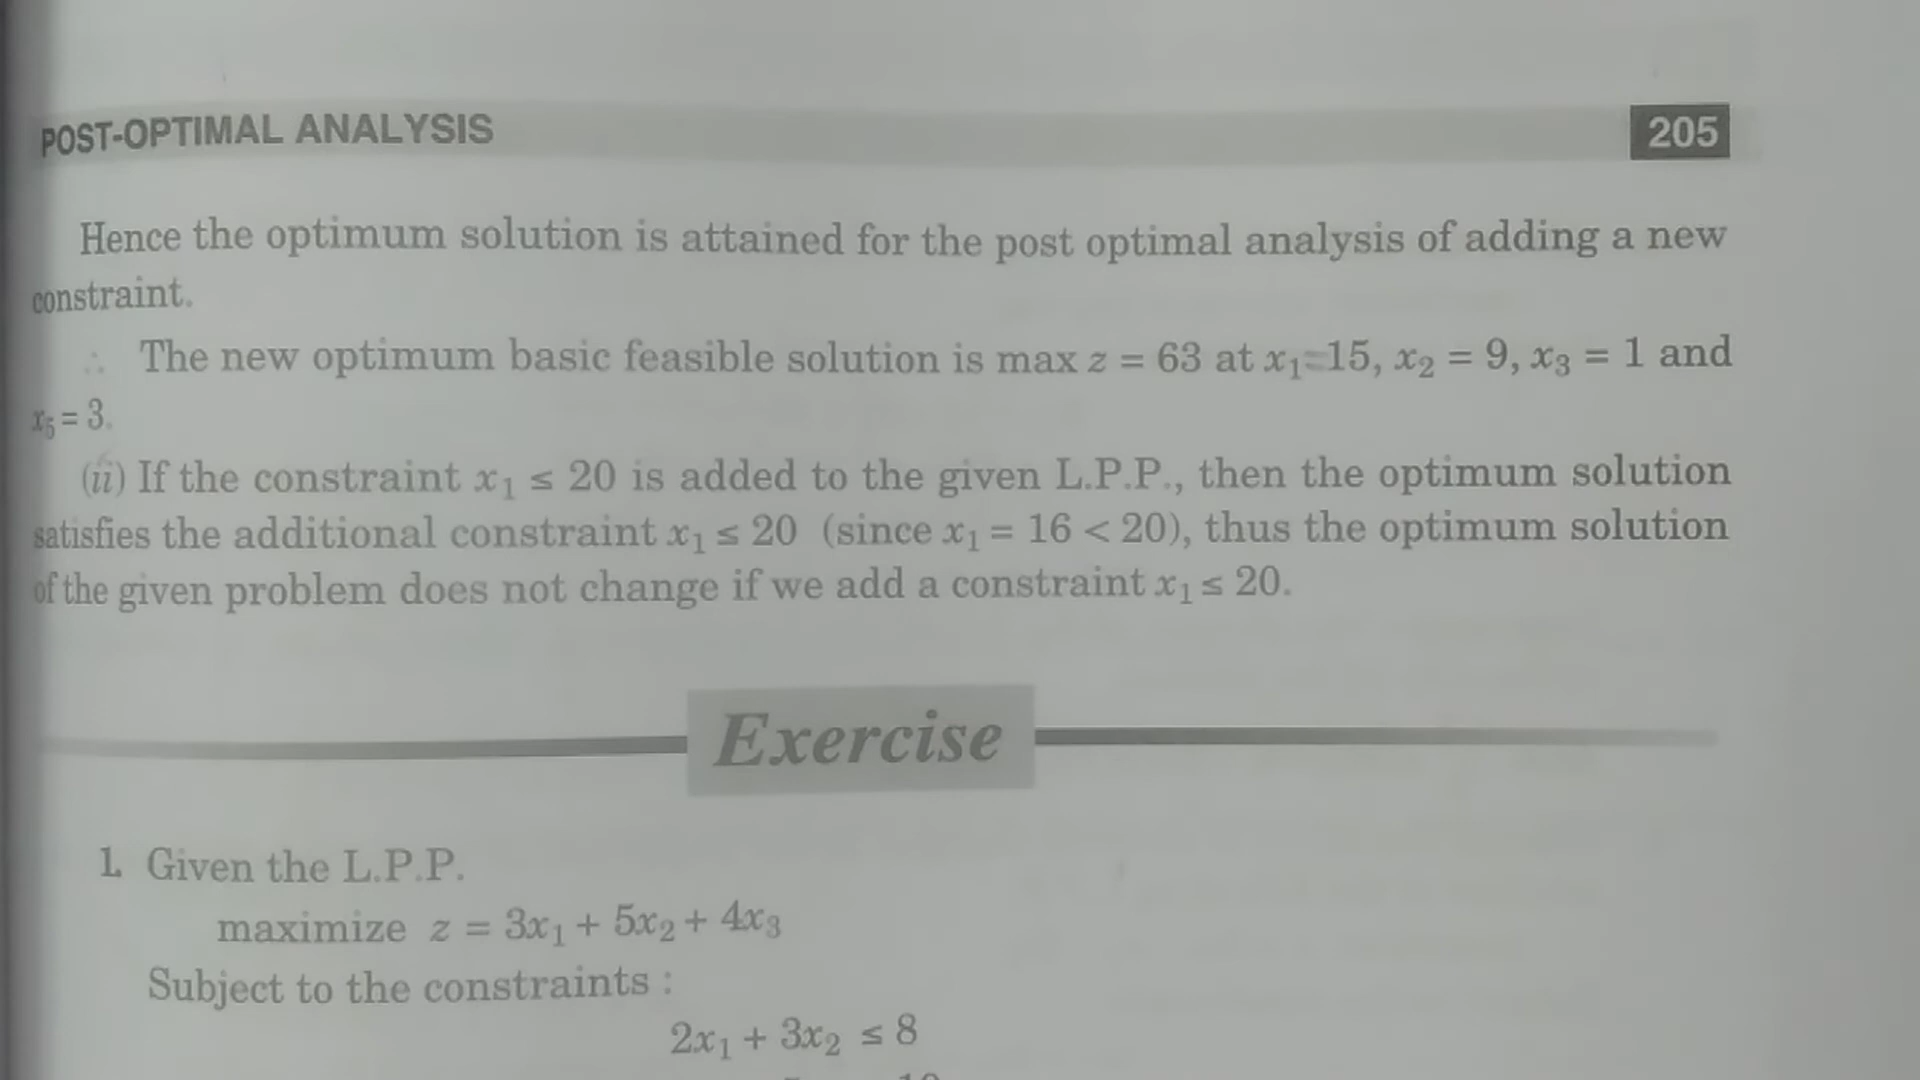 POST-OPTIMAL ANALYSIS 205
Hence the optimum solution is attained for the post optimal analysis of adding a new
constraint.
∴ The new optimum basic feasible solution is max z = 63 at x₁=15, x₂ = 9, x₃ = 1 and
x₅ = 3.
(ii) If the constraint x₁ ≤ 20 is added to the given L.P.P., then the optimum solution
satisfies the additional constraint x₁ ≤ 20 (since x₁ = 16 < 20), thus the optimum solution
of the given problem does not change if we add a constraint x₁ ≤ 20.
Exercise
1. Given the L.P.P.
maximize z = 3x₁ + 5x₂ + 4x₃
Subject to the constraints :
2x₁ + 3x₂ ≤ 8